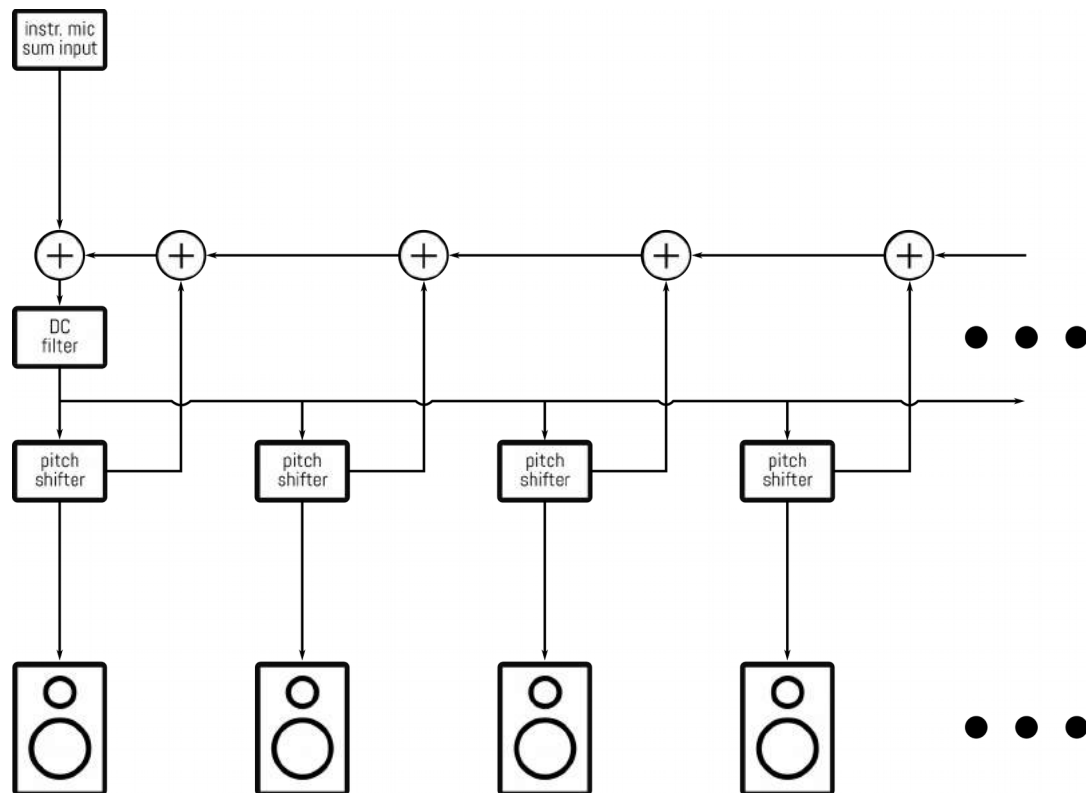 instr. mic
sum input
DC
filter
pitch
shifter
pitch
shifter
pitch
shifter
pitch
shifter